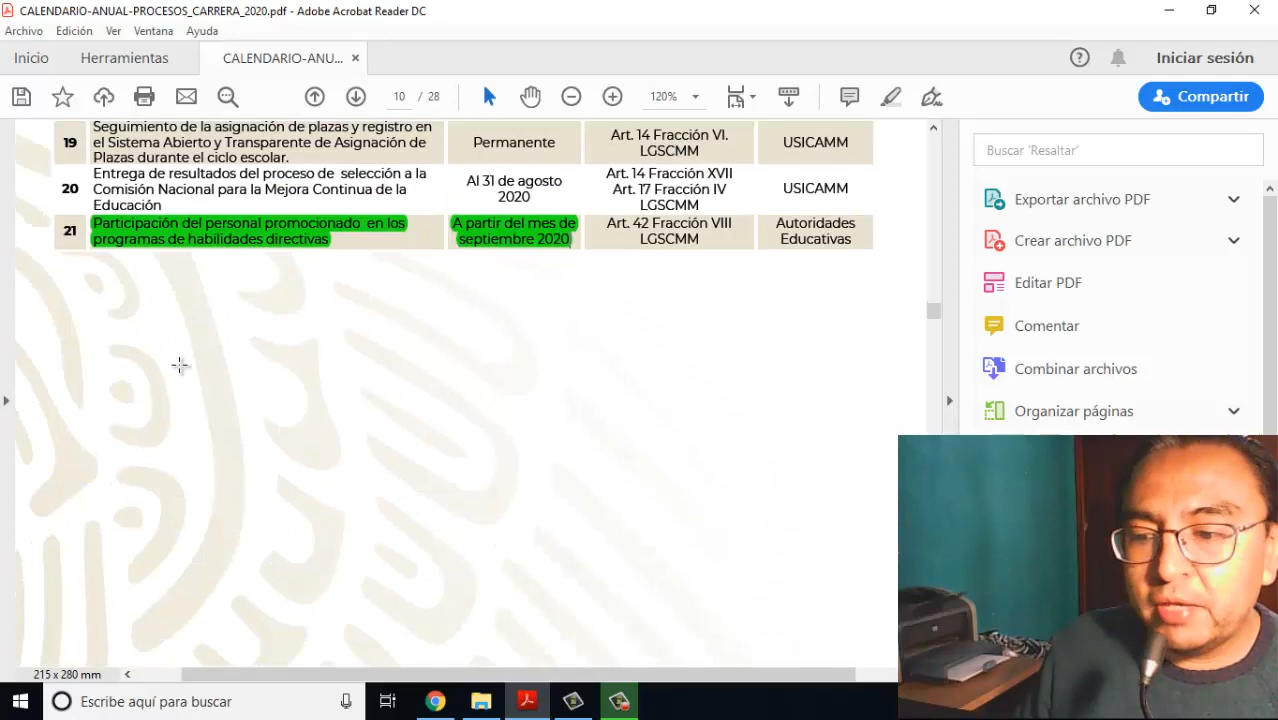 CALENDARIO-ANUAL-PROCESOS_CARRERA_2020.pdf - Adobe Acrobat Reader DC
Archivo Edición Ver Ventana Ayuda
Inicio Herramientas CALENDARIO-ANU... Iniciar sesión
10 / 28 120% Compartir
19 Seguimiento de la asignación de plazas y registro en
el Sistema Abierto y Transparente de Asignación de
Plazas durante el ciclo escolar.
Permanente
Art. 14 Fracción VI.
LGSCMM
USICAMM
20 Entrega de resultados del proceso de selección a la
Comisión Nacional para la Mejora Continua de la
Educación
Al 31 de agosto
2020
Art. 14 Fracción XVII
Art. 17 Fracción IV
LGSCMM
USICAMM
21 Participación del personal promocionado en los
programas de habilidades directivas
A partir del mes de
septiembre 2020
Art. 42 Fracción VIII
LGSCMM
Autoridades
Educativas
Buscar 'Resaltar'
Exportar archivo PDF
Crear archivo PDF
Editar PDF
Comentar
Combinar archivos
Organizar páginas
215 x 280 mm
Escribe aquí para buscar